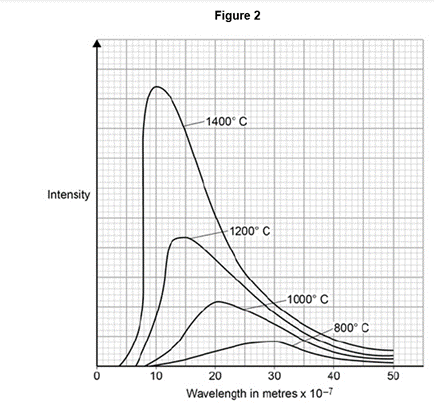 Figure 2
1400° C
Intensity
1200° C
1000° C
800° C
0 10 20 30 40 50
Wavelength in metres x 10⁻⁷